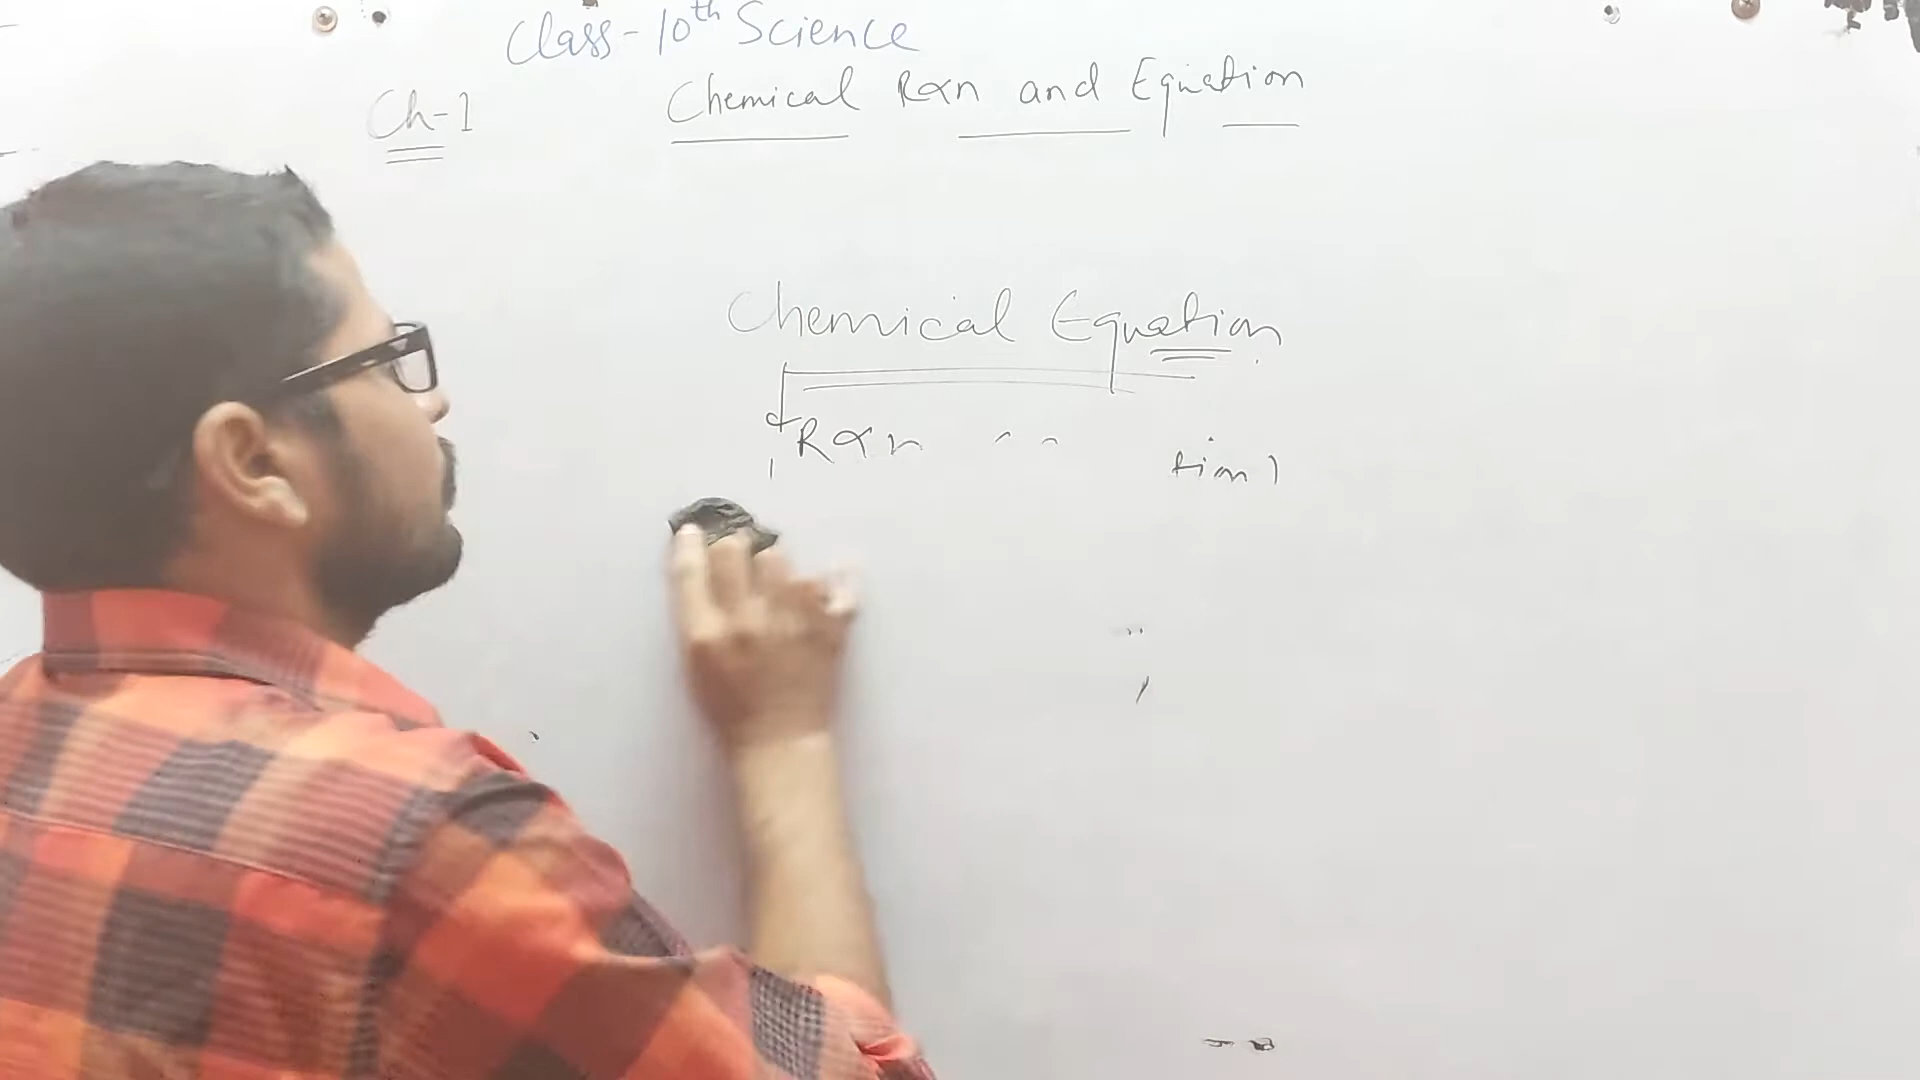 Class-10th Science
Ch-1 Chemical Rxn and Equation
Chemical Equation
Rxn
tion